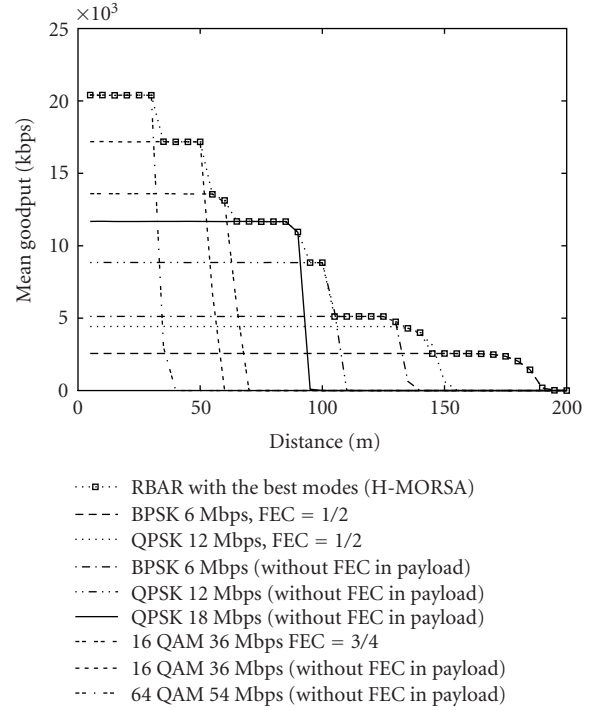 ×10³
25
20
15
10
5
0
Mean goodput (kbps)
0 50 100 150 200
Distance (m)
RBAR with the best modes (H-MORSA)
BPSK 6 Mbps, FEC = 1/2
QPSK 12 Mbps, FEC = 1/2
BPSK 6 Mbps (without FEC in payload)
QPSK 12 Mbps (without FEC in payload)
QPSK 18 Mbps (without FEC in payload)
16 QAM 36 Mbps FEC = 3/4
16 QAM 36 Mbps (without FEC in payload)
64 QAM 54 Mbps (without FEC in payload)